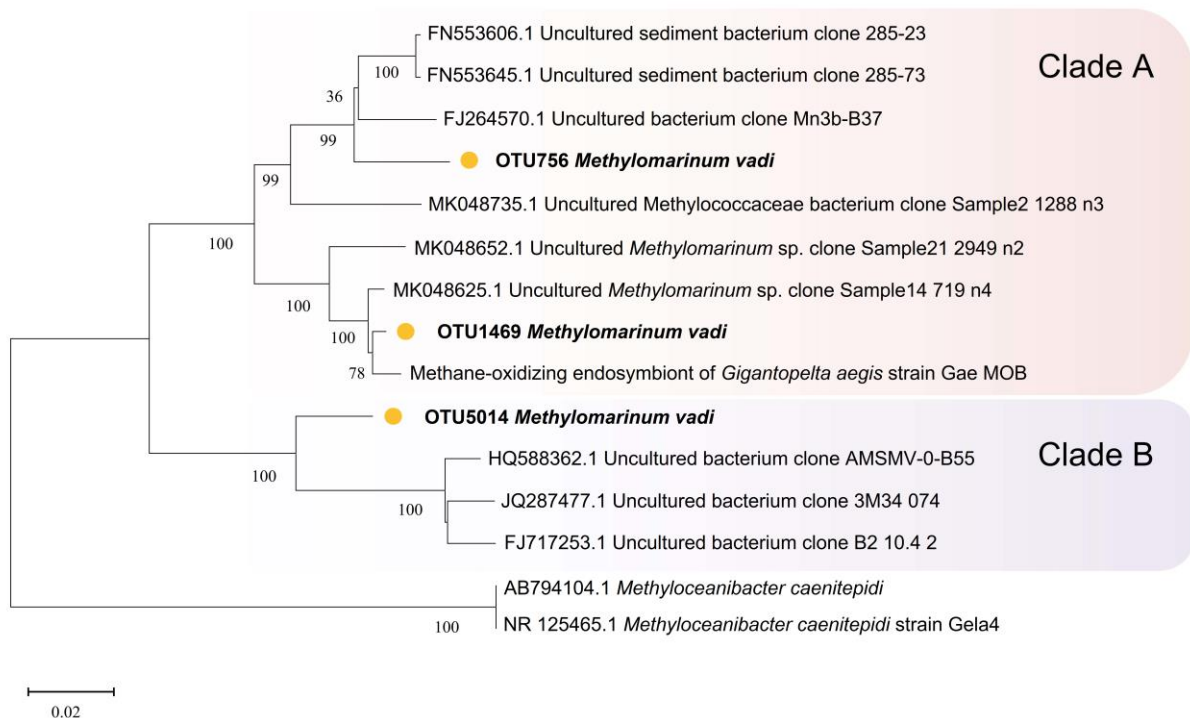 FN553606.1 Uncultured sediment bacterium clone 285-23
Clade A
100
FN553645.1 Uncultured sediment bacterium clone 285-73
36
FJ264570.1 Uncultured bacterium clone Mn3b-B37
99
OTU756 Methylomarinum vadi
99
MK048735.1 Uncultured Methylococcaceae bacterium clone Sample2 1288 n3
100
MK048652.1 Uncultured Methylomarinum sp. clone Sample21 2949 n2
100
MK048625.1 Uncultured Methylomarinum sp. clone Sample14 719 n4
100
OTU1469 Methylomarinum vadi
78
Methane-oxidizing endosymbiont of Gigantopelta aegis strain Gae MOB
OTU5014 Methylomarinum vadi
Clade B
100
HQ588362.1 Uncultured bacterium clone AMSMV-0-B55
100
JQ287477.1 Uncultured bacterium clone 3M34 074
FJ717253.1 Uncultured bacterium clone B2 10.4 2
AB794104.1 Methyloceanibacter caenitepidi
100
NR 125465.1 Methyloceanibacter caenitepidi strain Gela4
0.02